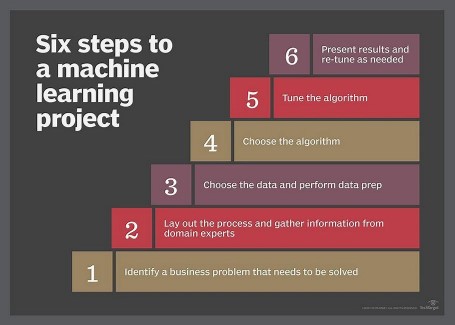 Six steps to
a machine
learning
project
6
Present results and
re-tune as needed
5
Tune the algorithm
4
Choose the algorithm
3
Choose the data and perform data prep
2
Lay out the process and gather information from
domain experts
1
Identify a business problem that needs to be solved
TechTarget